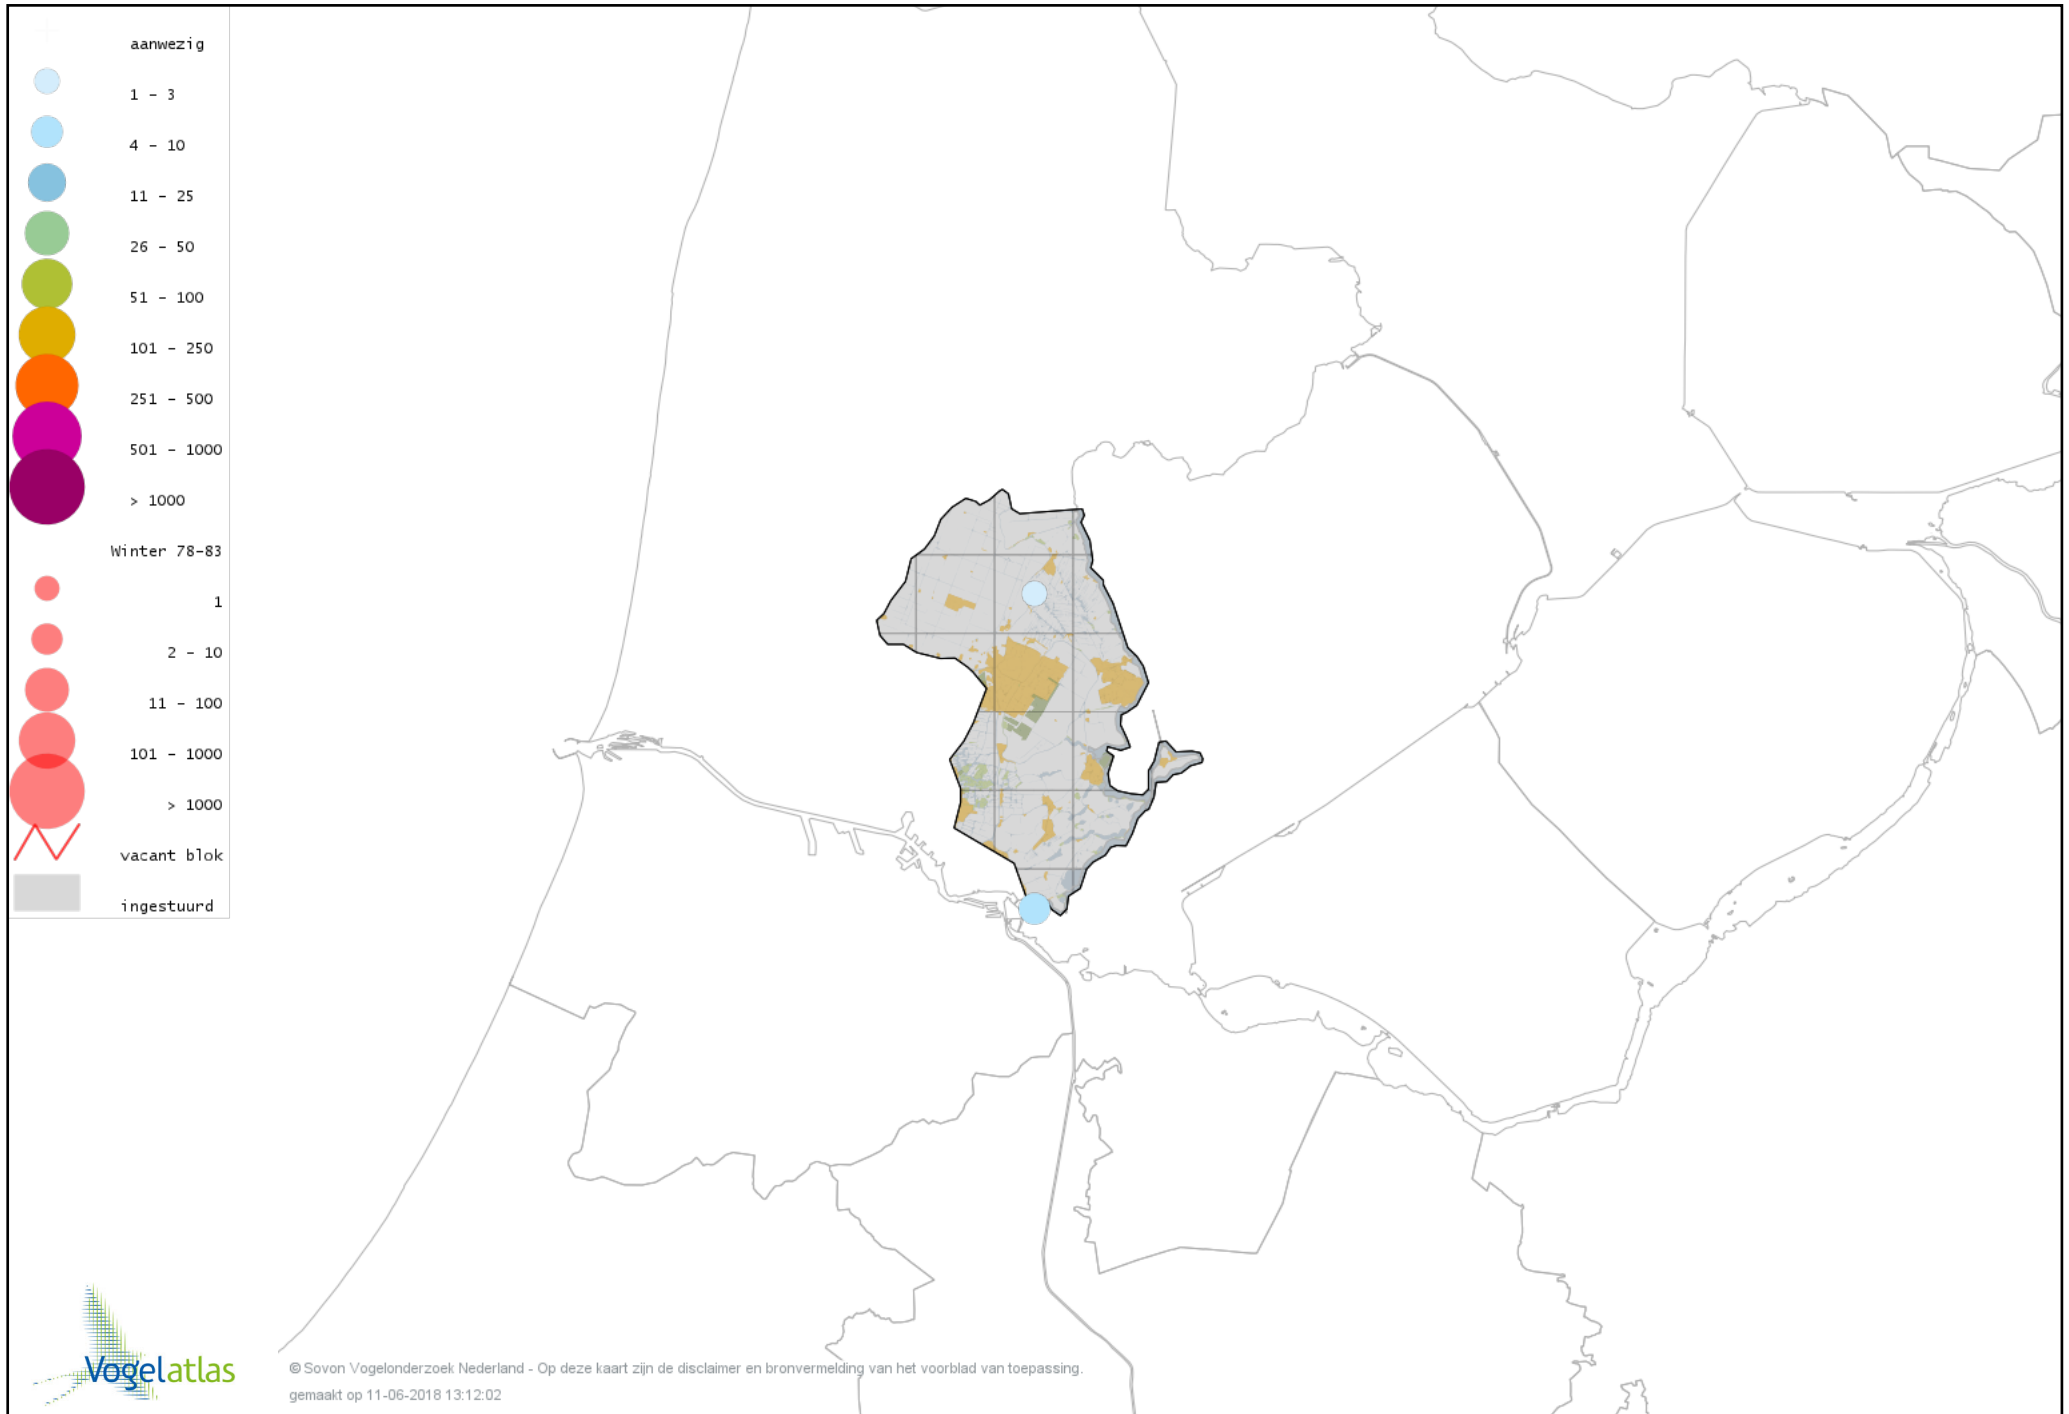 aanwezig
1 - 3
4 - 10
11 - 25
26 - 50
51 - 100
101 - 250
251 - 500
501 - 1000
> 1000
Winter 78-83
1
2 - 10
11 - 100
101 - 1000
> 1000
vacant blok
ingestuurd
Vogelatlas
© Sovon Vogelonderzoek Nederland - Op deze kaart zijn de disclaimer en bronvermelding van het voorblad van toepassing.
gemaakt op 11-06-2018 13:12:02